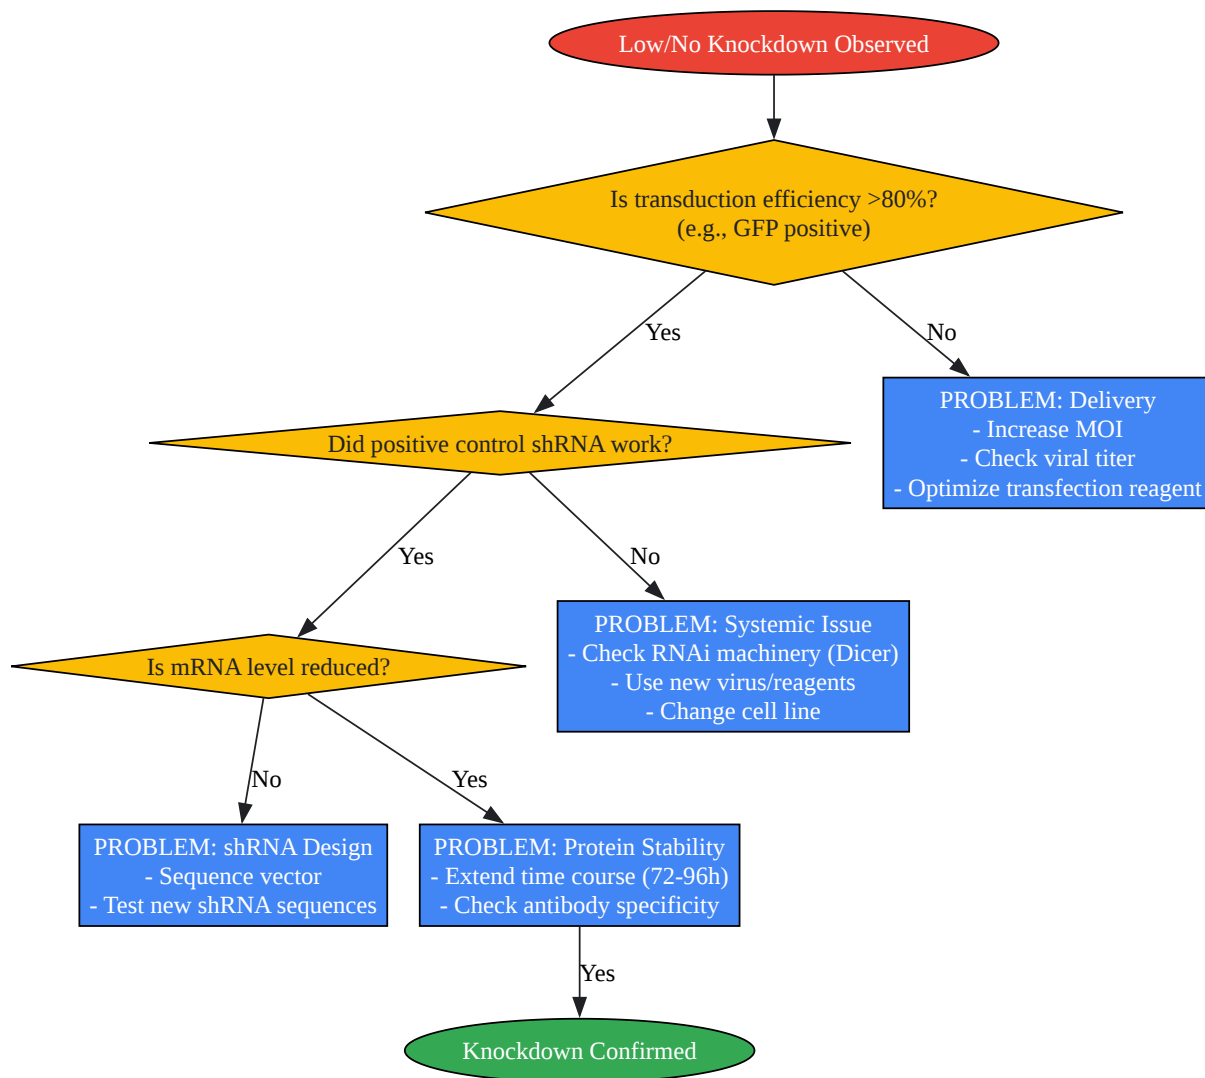 Low/No Knockdown Observed
Is transduction efficiency >80%?
(e.g., GFP positive)
Yes
No
PROBLEM: Delivery
- Increase MOI
- Check viral titer
- Optimize transfection reagent
Did positive control shRNA work?
Yes
No
PROBLEM: Systemic Issue
- Check RNAi machinery (Dicer)
- Use new virus/reagents
- Change cell line
Is mRNA level reduced?
No
Yes
PROBLEM: shRNA Design
- Sequence vector
- Test new shRNA sequences
PROBLEM: Protein Stability
- Extend time course (72-96h)
- Check antibody specificity
Yes
Knockdown Confirmed